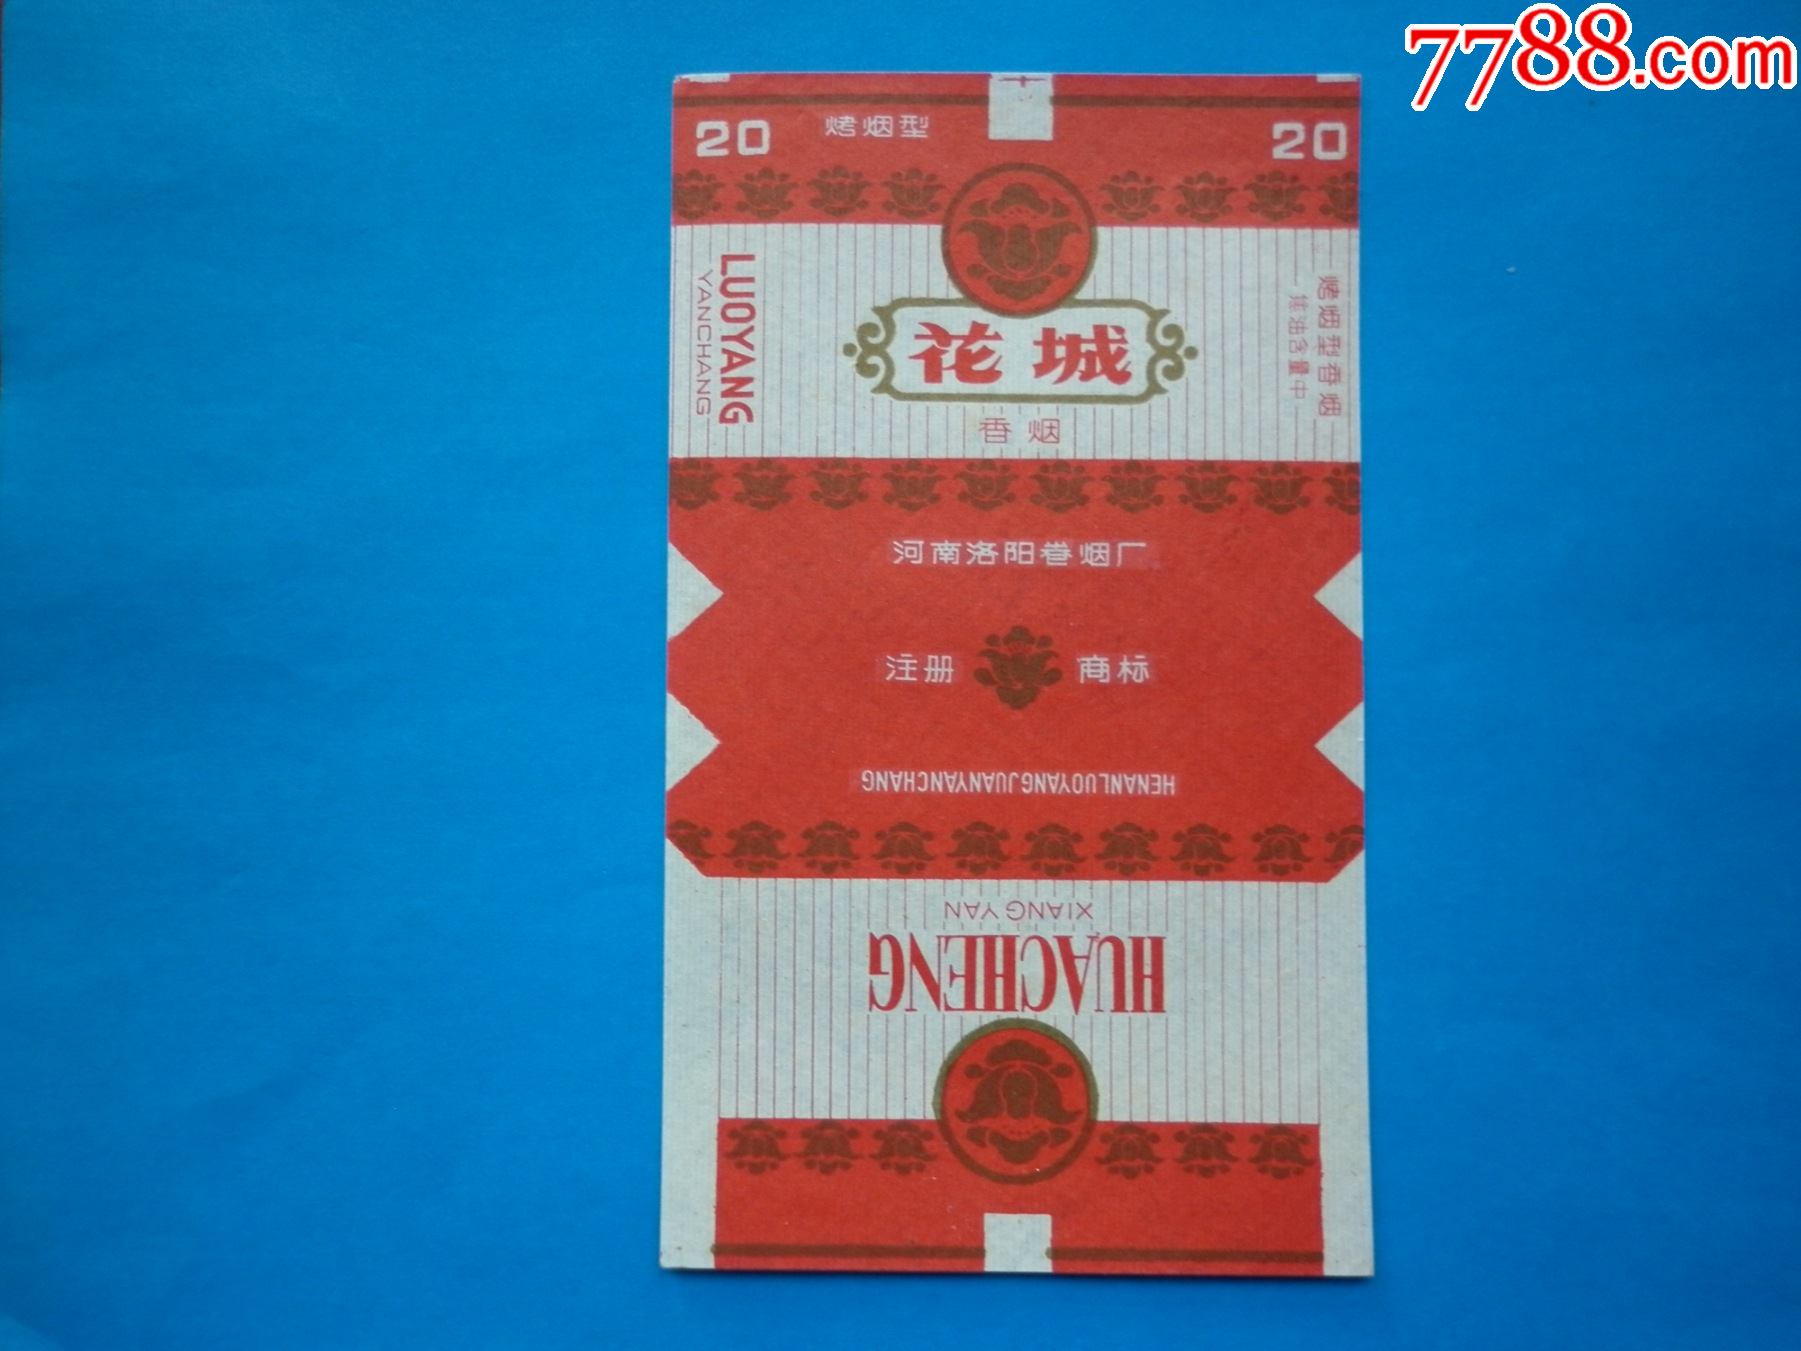 7788.com
20
烤烟型
20
LUOYANG
YANCHANG
花城
香烟
烤烟型香烟
焦油含量中
河南洛阳卷烟厂
注册 商标
HENANLUOYANGJUANYANCHANG
XIANG YAN
HUACHENG